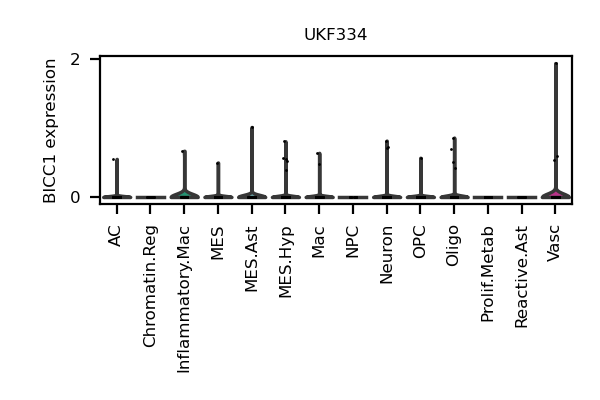 UKF334
BICC1 expression
2
0
AC
Chromatin.Reg
Inflammatory.Mac
MES
MES.Ast
MES.Hyp
Mac
NPC
Neuron
OPC
Oligo
Prolif.Metab
Reactive.Ast
Vasc